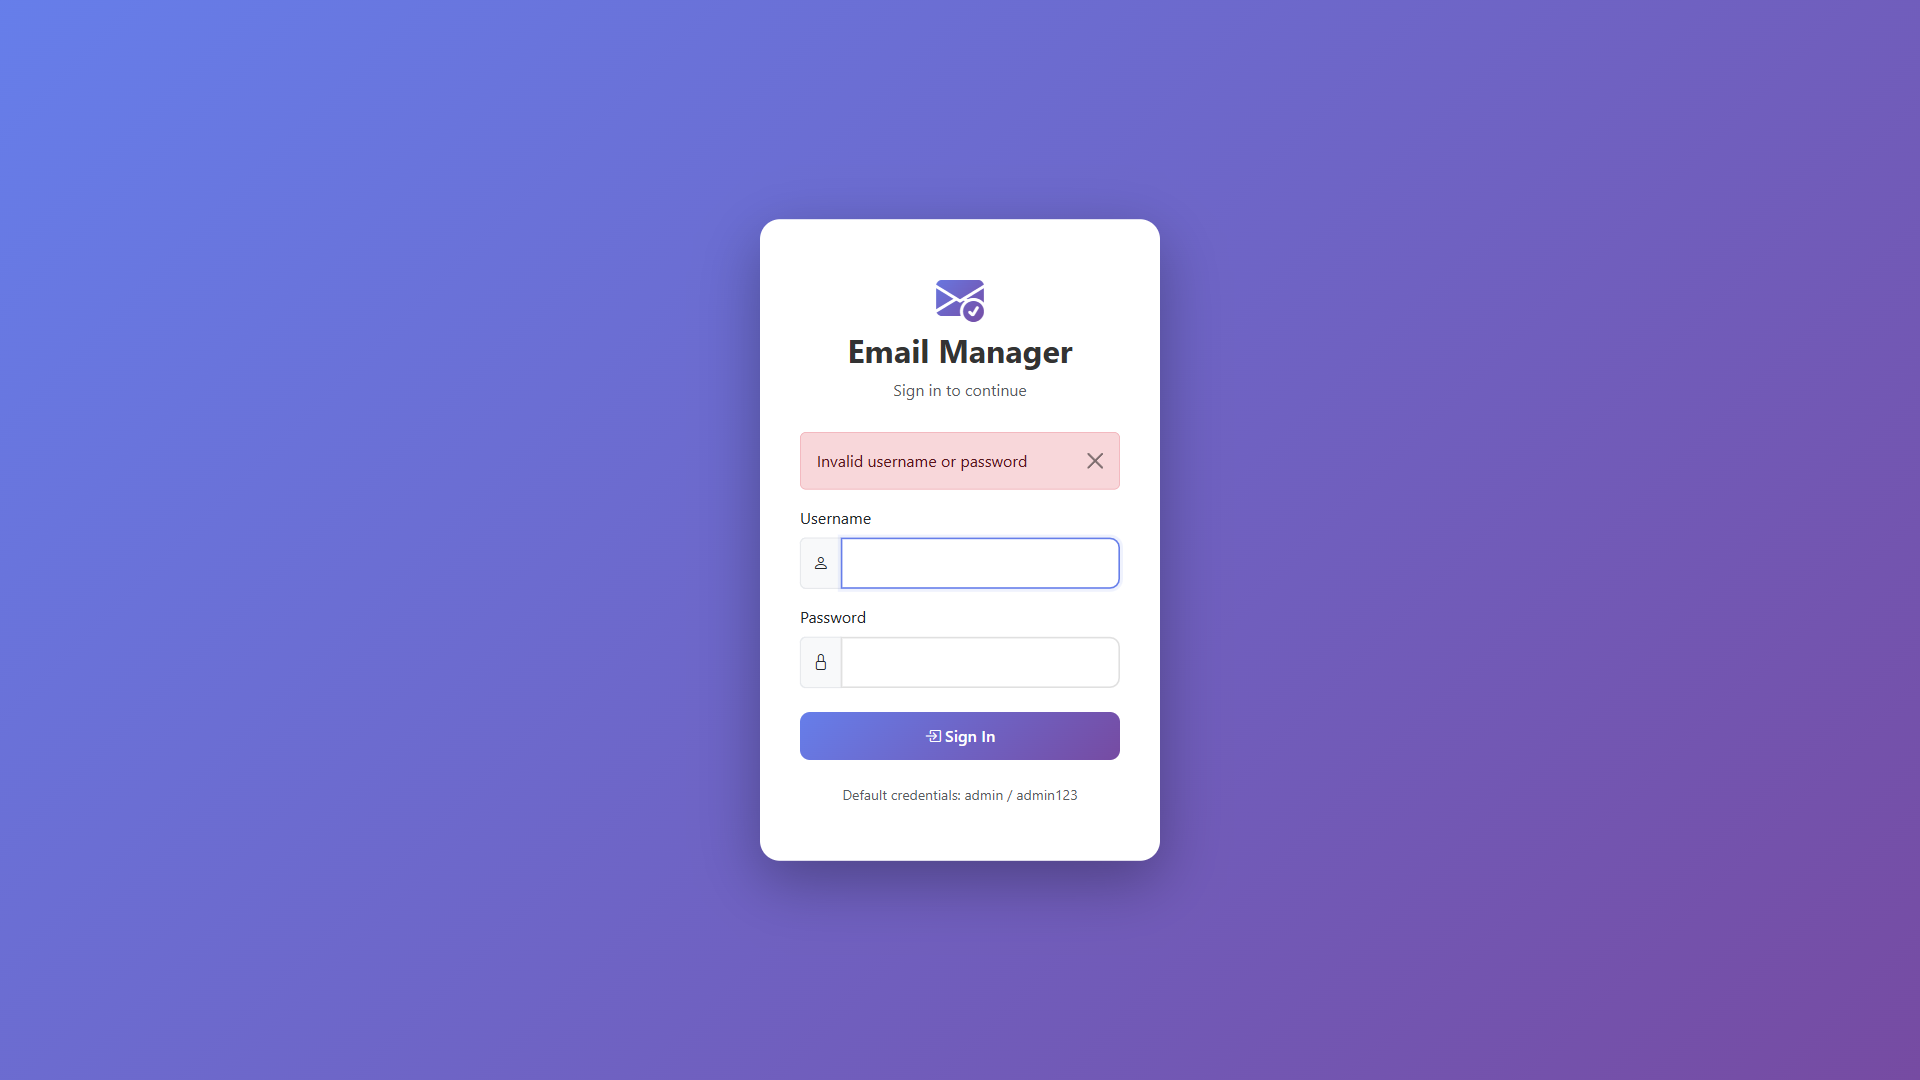 Email Manager
Sign in to continue
Invalid username or password
Username
Password
Sign In
Default credentials: admin / admin123